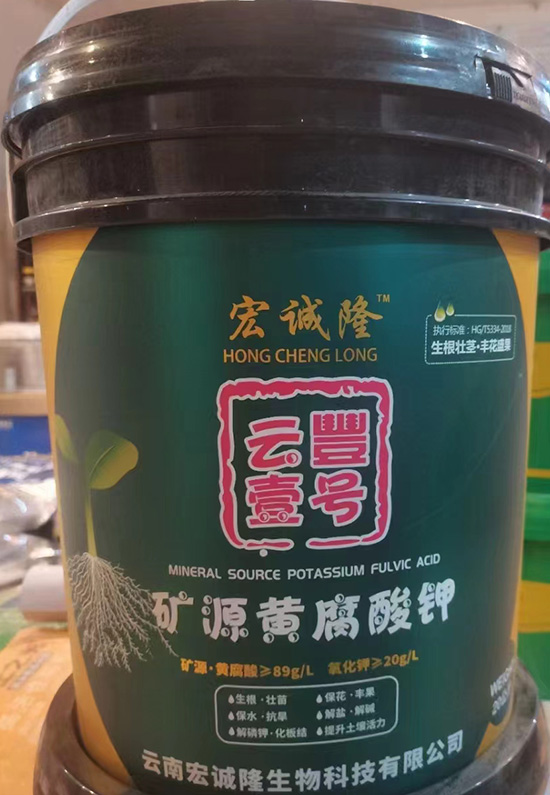 宏诚隆™
HONG CHENG LONG
执行标准：HG/T5334-2018
生根壮茎·丰花盛果
云豐
壹号
MINERAL SOURCE POTASSIUM FULVIC ACID
矿源黄腐酸钾
矿源·黄腐酸≥89g/L 氧化钾≥20g/L
生根·壮苗 保花·丰果
保水·抗旱 解盐·解碱
解磷钾·化板结 提升土壤活力
云南宏诚隆生物科技有限公司